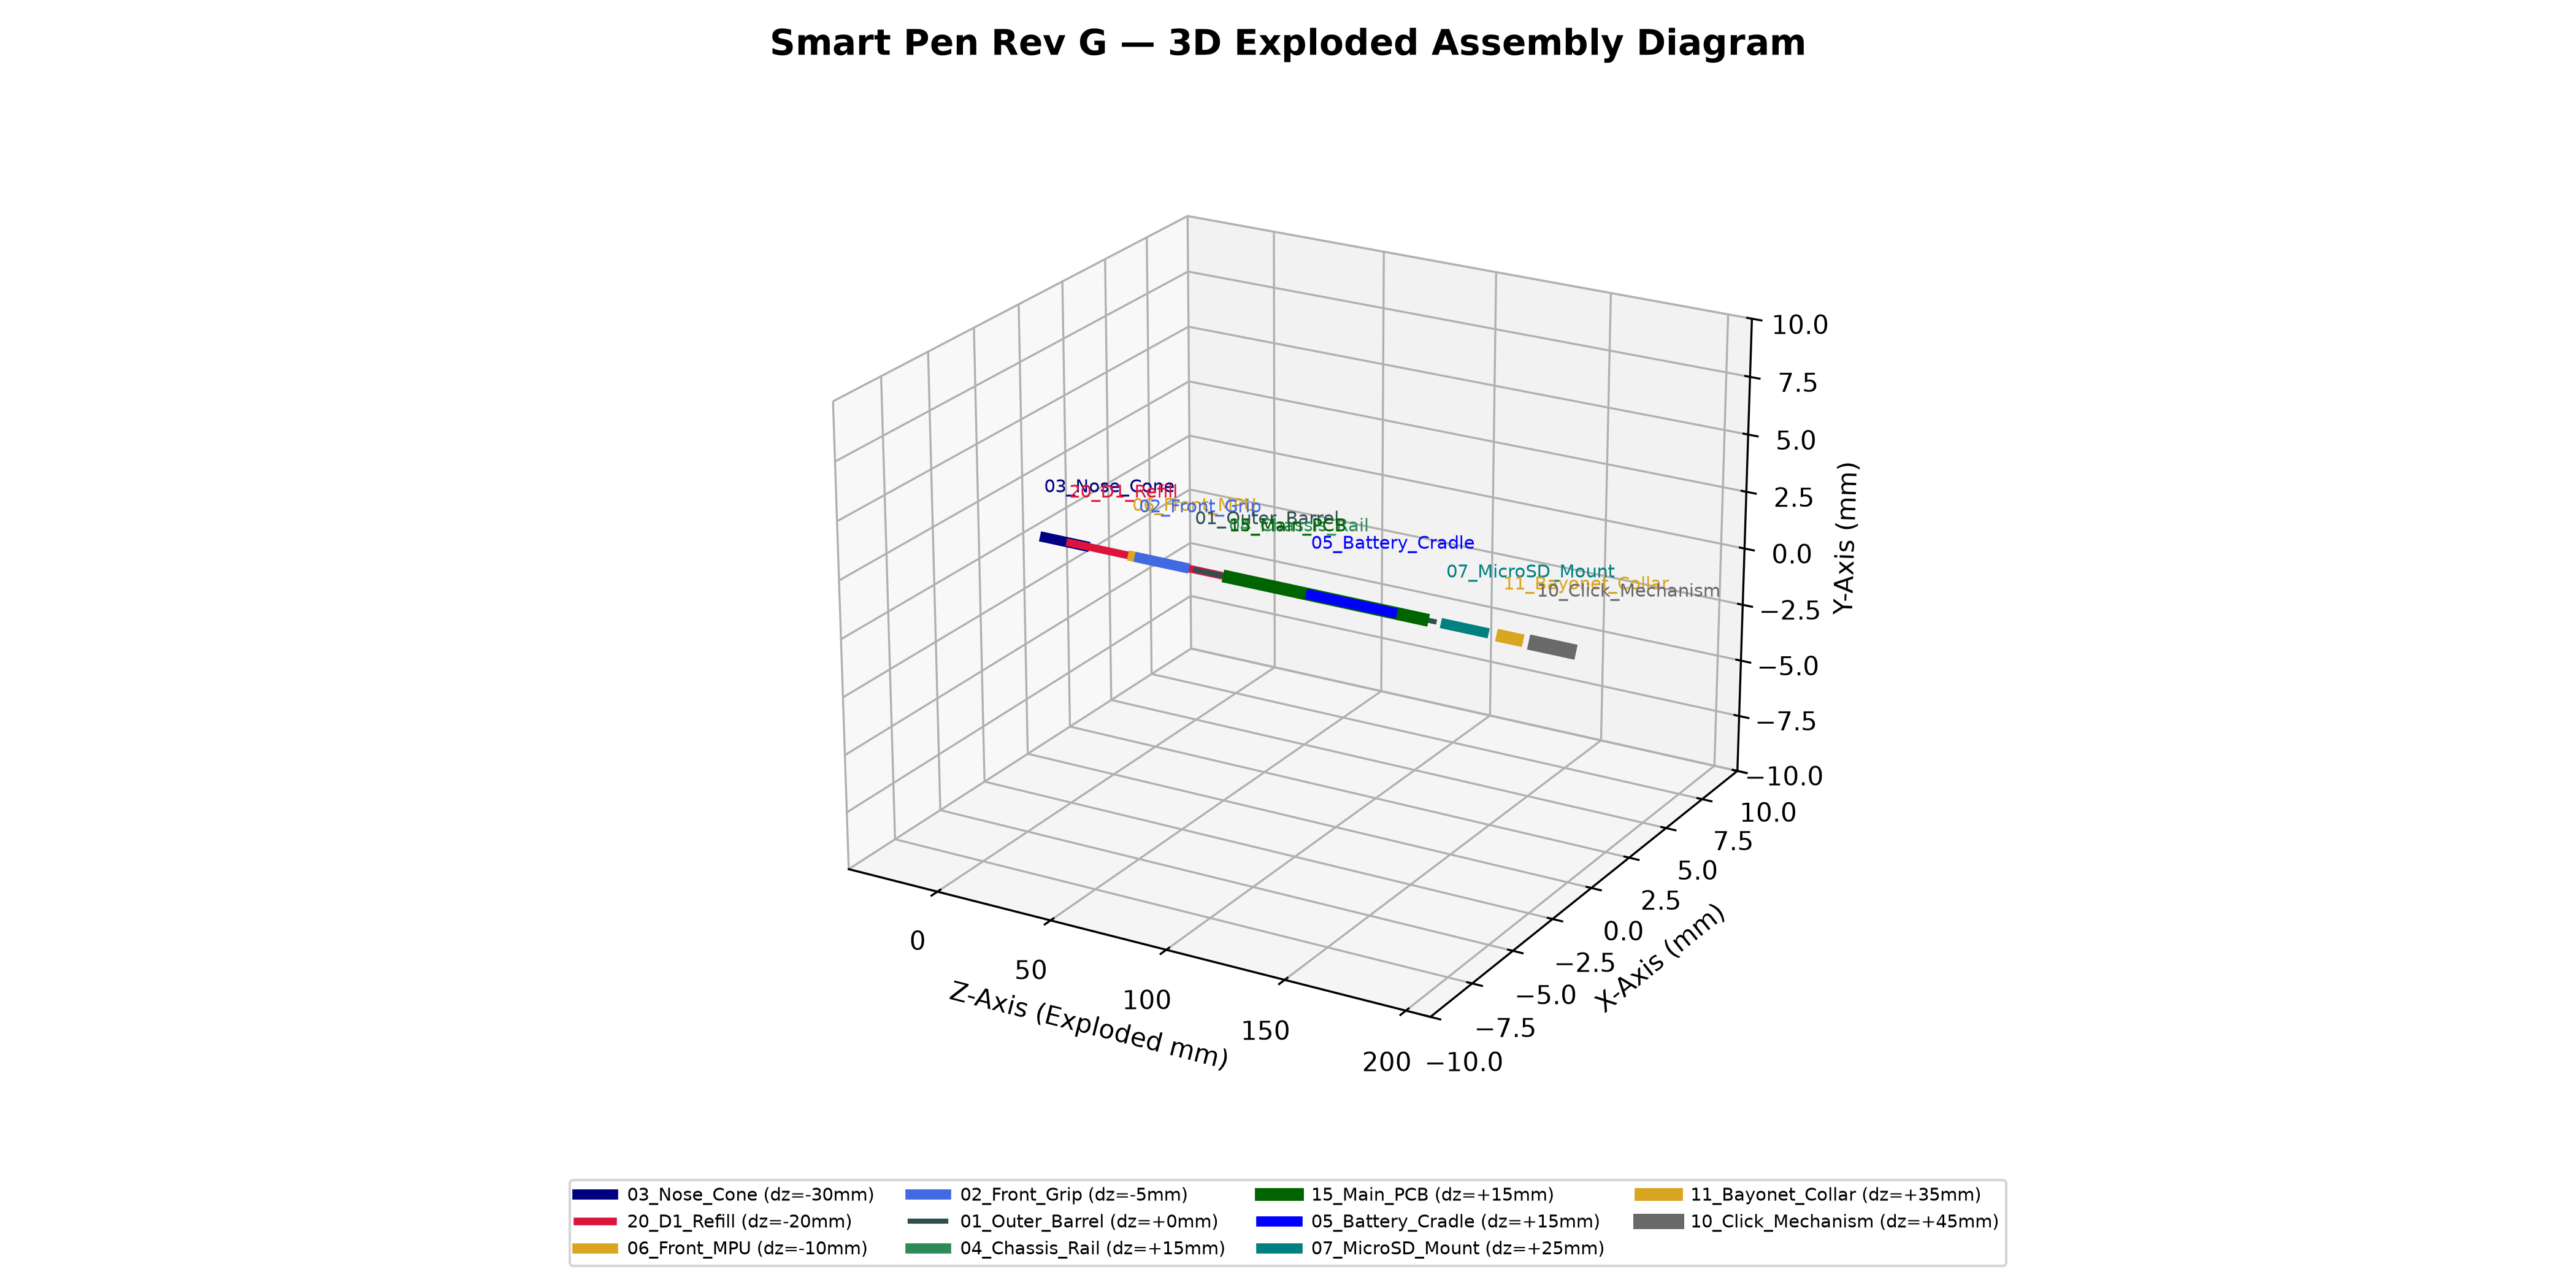 Smart Pen Rev G — 3D Exploded Assembly Diagram
03_Nose_Cone
20_D1_Refill
06_Front_MPU
02_Front_Grip
01_Outer_Barrel
15_Main_PCB
04_Chassis_Rail
05_Battery_Cradle
07_MicroSD_Mount
11_Bayonet_Collar
10_Click_Mechanism
10.0
7.5
5.0
2.5
0.0
−2.5
−5.0
−7.5
−10.0
Y-Axis (mm)
10.0
7.5
5.0
2.5
0.0
−2.5
−5.0
−7.5
−10.0
X-Axis (mm)
0
50
100
150
200
Z-Axis (Exploded mm)
03_Nose_Cone (dz=-30mm)
20_D1_Refill (dz=-20mm)
06_Front_MPU (dz=-10mm)
02_Front_Grip (dz=-5mm)
01_Outer_Barrel (dz=+0mm)
04_Chassis_Rail (dz=+15mm)
15_Main_PCB (dz=+15mm)
05_Battery_Cradle (dz=+15mm)
07_MicroSD_Mount (dz=+25mm)
11_Bayonet_Collar (dz=+35mm)
10_Click_Mechanism (dz=+45mm)